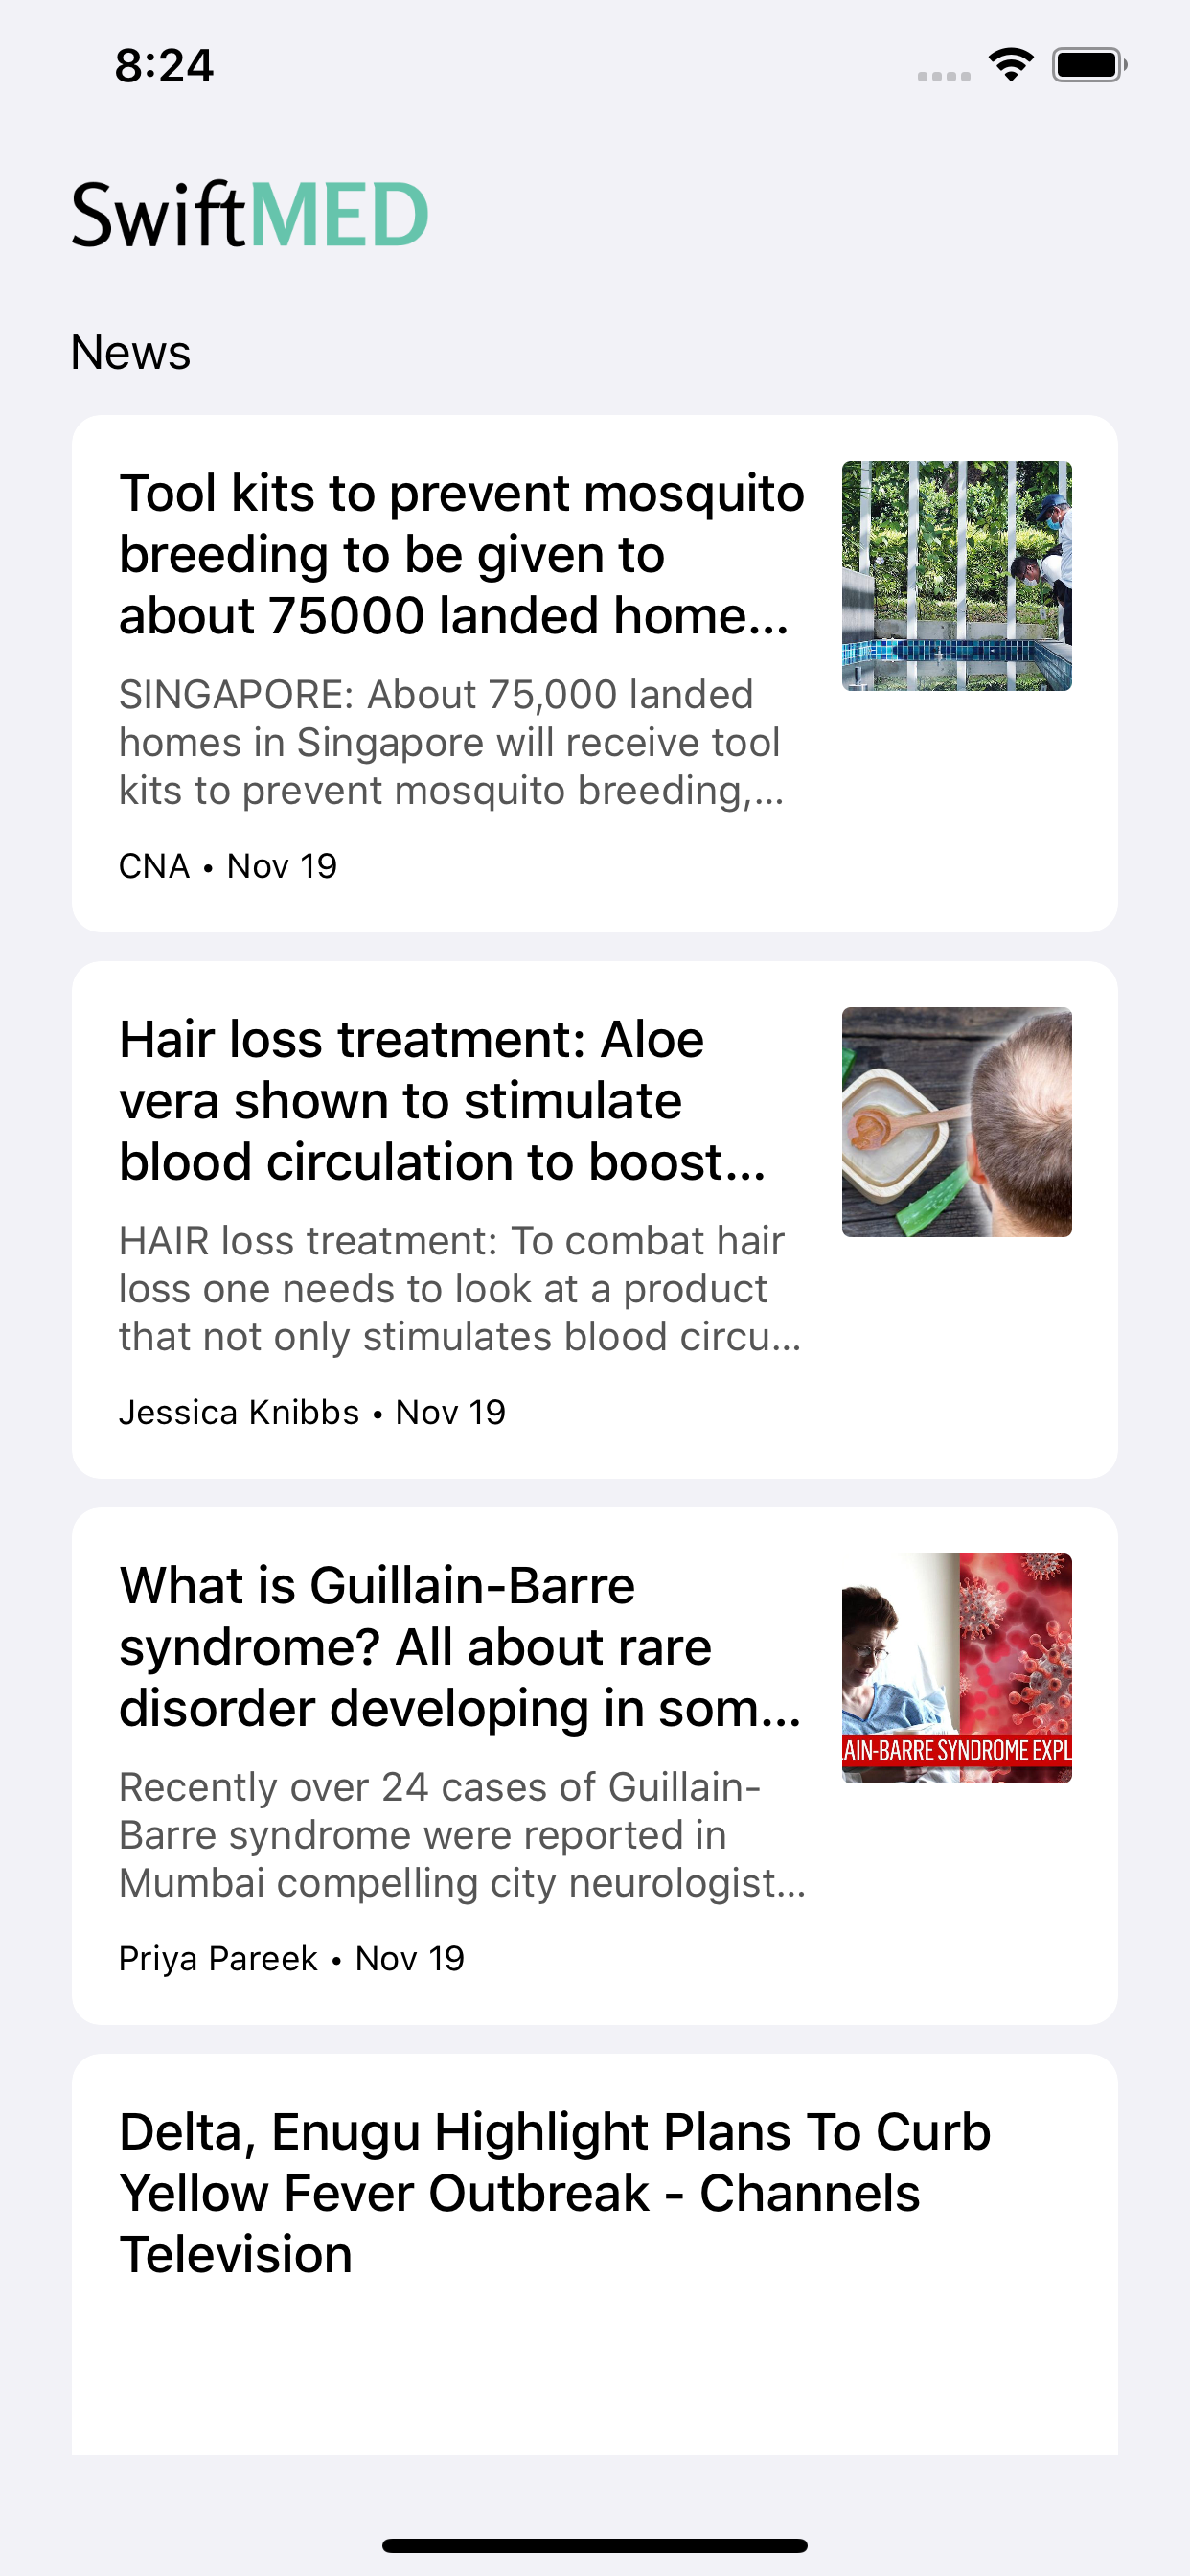 8:24
SwiftMED
News
Tool kits to prevent mosquito
breeding to be given to
about 75000 landed home...
SINGAPORE: About 75,000 landed
homes in Singapore will receive tool
kits to prevent mosquito breeding,...
CNA • Nov 19
Hair loss treatment: Aloe
vera shown to stimulate
blood circulation to boost...
HAIR loss treatment: To combat hair
loss one needs to look at a product
that not only stimulates blood circu...
Jessica Knibbs • Nov 19
What is Guillain-Barre
syndrome? All about rare
disorder developing in som...
AIN-BARRE SYNDROME EXPL
Recently over 24 cases of Guillain-
Barre syndrome were reported in
Mumbai compelling city neurologist...
Priya Pareek • Nov 19
Delta, Enugu Highlight Plans To Curb
Yellow Fever Outbreak - Channels
Television